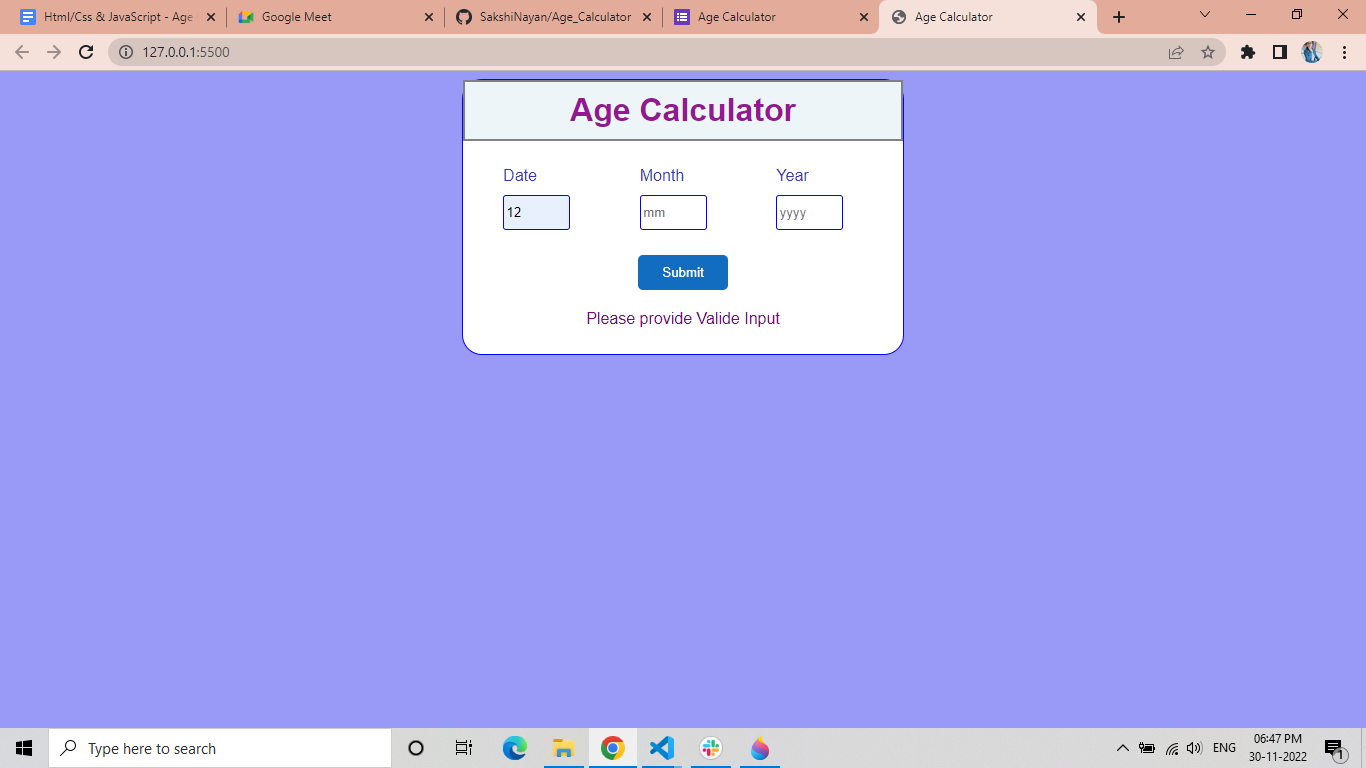 Html/Css & JavaScript - Age
Google Meet
SakshiNayan/Age_Calculator
Age Calculator
Age Calculator
127.0.0.1:5500
Age Calculator
Date Month Year
12 mm yyyy
Submit
Please provide Valide Input
Type here to search
ENG
06:47 PM
30-11-2022
1